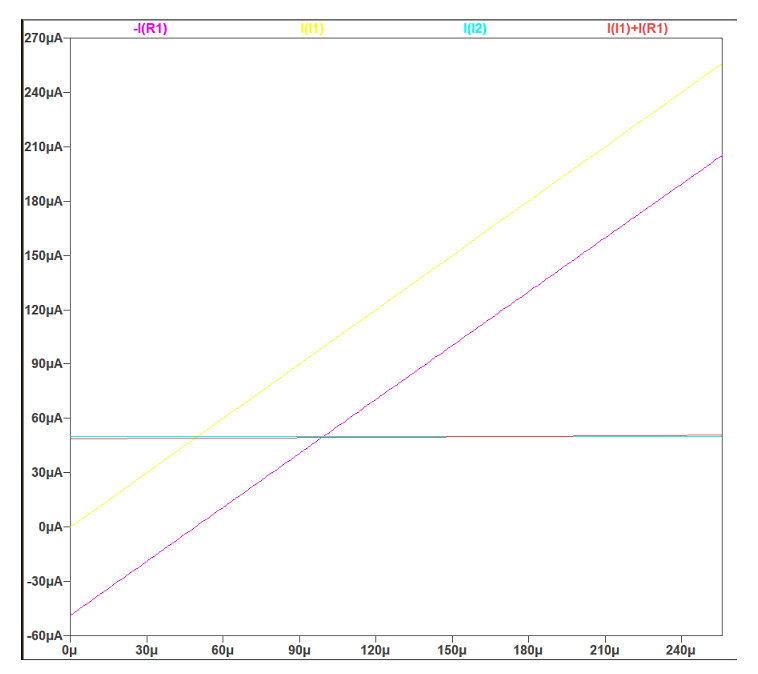 -I(R1) I(I1) I(I2) I(I1)+I(R1)
270µA
240µA
210µA
180µA
150µA
120µA
90µA
60µA
30µA
0µA
-30µA
-60µA
0µ 30µ 60µ 90µ 120µ 150µ 180µ 210µ 240µ